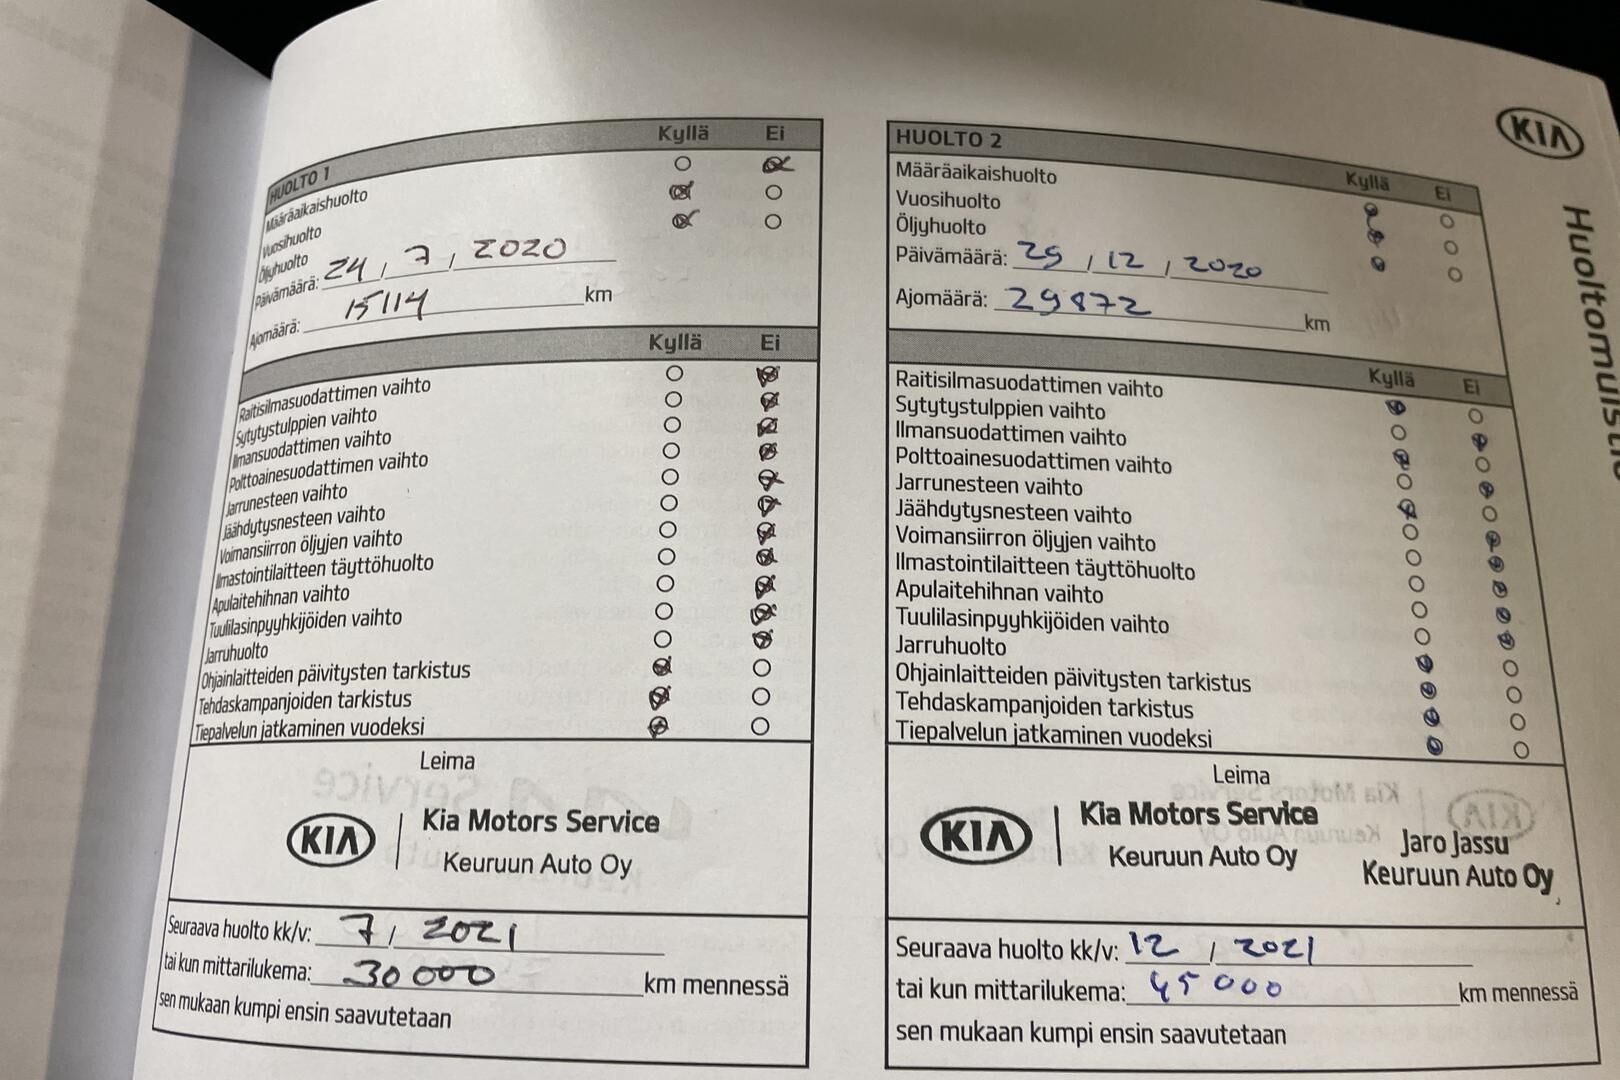 KIA
Huoltomuistio
HUOLTO 1 Kyllä Ei
Määräaikaishuolto
Vuosihuolto
Öljyhuolto
Päivämäärä: 24 / 7 / 2020
Ajomäärä: 15114 km
Kyllä Ei
Raitisilmasuodattimen vaihto
Sytytystulppien vaihto
Ilmansuodattimen vaihto
Polttoainesuodattimen vaihto
Jarrunesteen vaihto
Jäähdytysnesteen vaihto
Voimansiirron öljyjen vaihto
Ilmastointilaitteen täyttöhuolto
Apulaitehihnan vaihto
Tuulilasinpyyhkijöiden vaihto
Jarruhuolto
Ohjainlaitteiden päivitysten tarkistus
Tehdaskampanjoiden tarkistus
Tiepalvelun jatkaminen vuodeksi
Leima
KIA Kia Motors Service
Keuruun Auto Oy
Seuraava huolto kk/v: 7 / 2021
tai kun mittarilukema: 30 000 km mennessä
sen mukaan kumpi ensin saavutetaan
HUOLTO 2 Kyllä Ei
Määräaikaishuolto
Vuosihuolto
Öljyhuolto
Päivämäärä: / 12 / 2020
Ajomäärä: 29872 km
Kyllä Ei
Raitisilmasuodattimen vaihto
Sytytystulppien vaihto
Ilmansuodattimen vaihto
Polttoainesuodattimen vaihto
Jarrunesteen vaihto
Jäähdytysnesteen vaihto
Voimansiirron öljyjen vaihto
Ilmastointilaitteen täyttöhuolto
Apulaitehihnan vaihto
Tuulilasinpyyhkijöiden vaihto
Jarruhuolto
Ohjainlaitteiden päivitysten tarkistus
Tehdaskampanjoiden tarkistus
Tiepalvelun jatkaminen vuodeksi
Leima
KIA Kia Motors Service
Keuruun Auto Oy
Jaro Jassu
Keuruun Auto Oy
Seuraava huolto kk/v: 12 / 2021
tai kun mittarilukema: 45 000 km mennessä
sen mukaan kumpi ensin saavutetaan